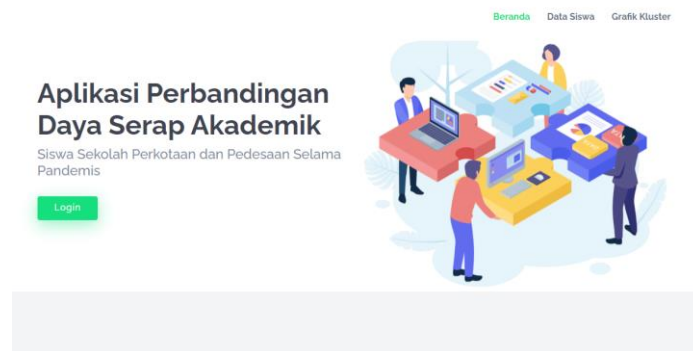 Beranda Data Siswa Grafik Kluster
Aplikasi Perbandingan
Daya Serap Akademik
Siswa Sekolah Perkotaan dan Pedesaan Selama
Pandemis
Login